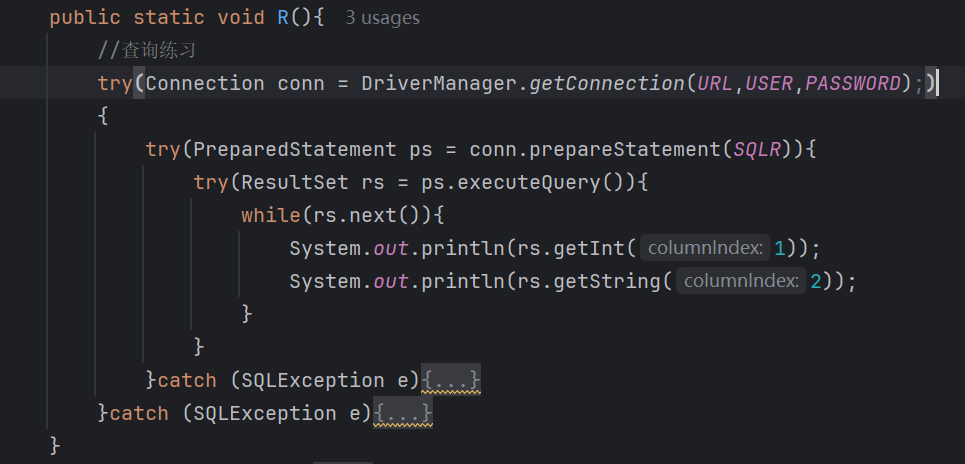 public static void R(){ 3 usages
//查询练习
try(Connection conn = DriverManager.getConnection(URL,USER,PASSWORD);)
{
try(PreparedStatement ps = conn.prepareStatement(SQLR)){
try(ResultSet rs = ps.executeQuery()){
while(rs.next()){
System.out.println(rs.getInt( columnIndex: 1));
System.out.println(rs.getString( columnIndex: 2));
}
}
}catch (SQLException e){...}
}catch (SQLException e){...}
}